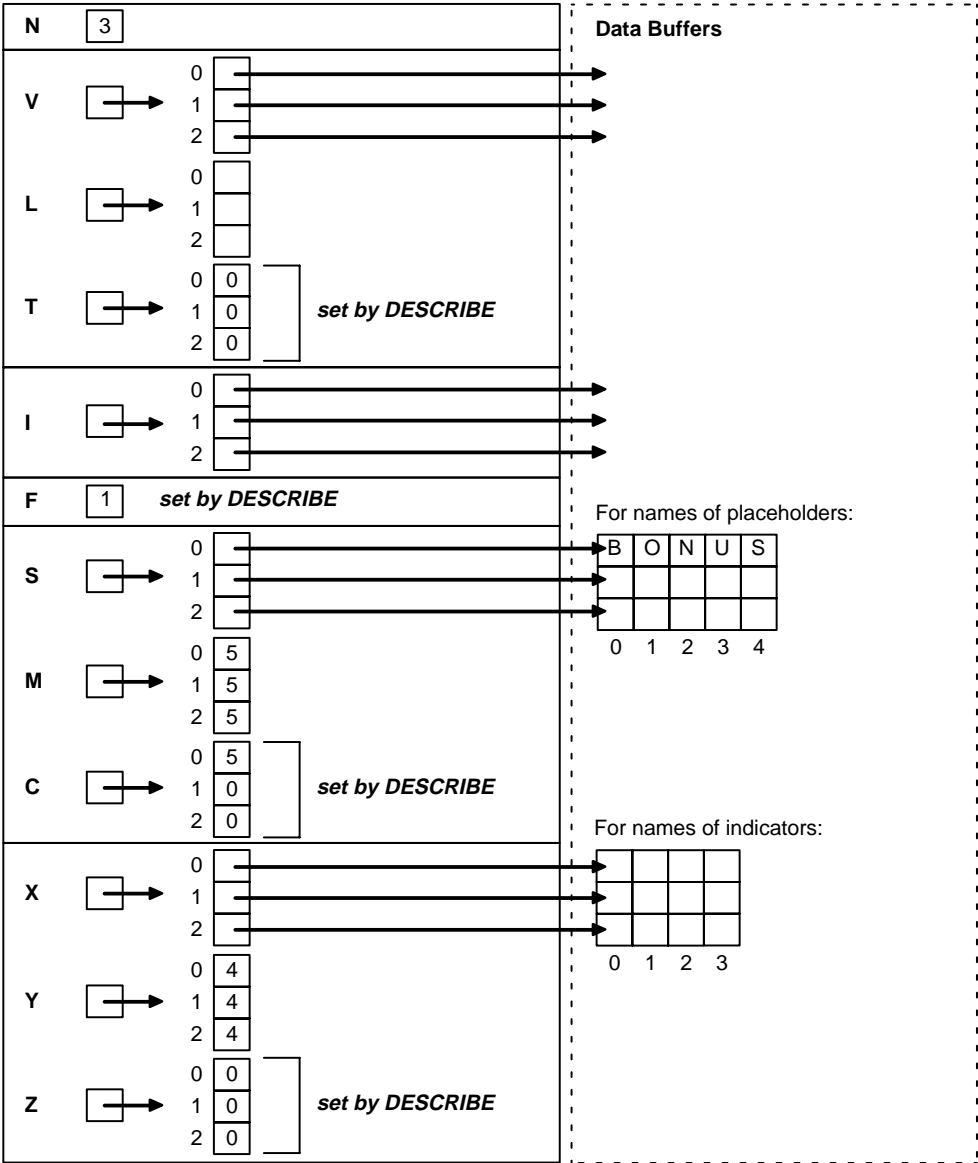 N 3
Data Buffers
V
0
1
2
L
0
1
2
T
0 0
1 0
2 0
set by DESCRIBE
I
0
1
2
F 1 set by DESCRIBE
For names of placeholders:
S
0
1
2
B O N U S
0 1 2 3 4
M
0 5
1 5
2 5
C
0 5
1 0
2 0
set by DESCRIBE
For names of indicators:
X
0
1
2
0 1 2 3
Y
0 4
1 4
2 4
Z
0 0
1 0
2 0
set by DESCRIBE